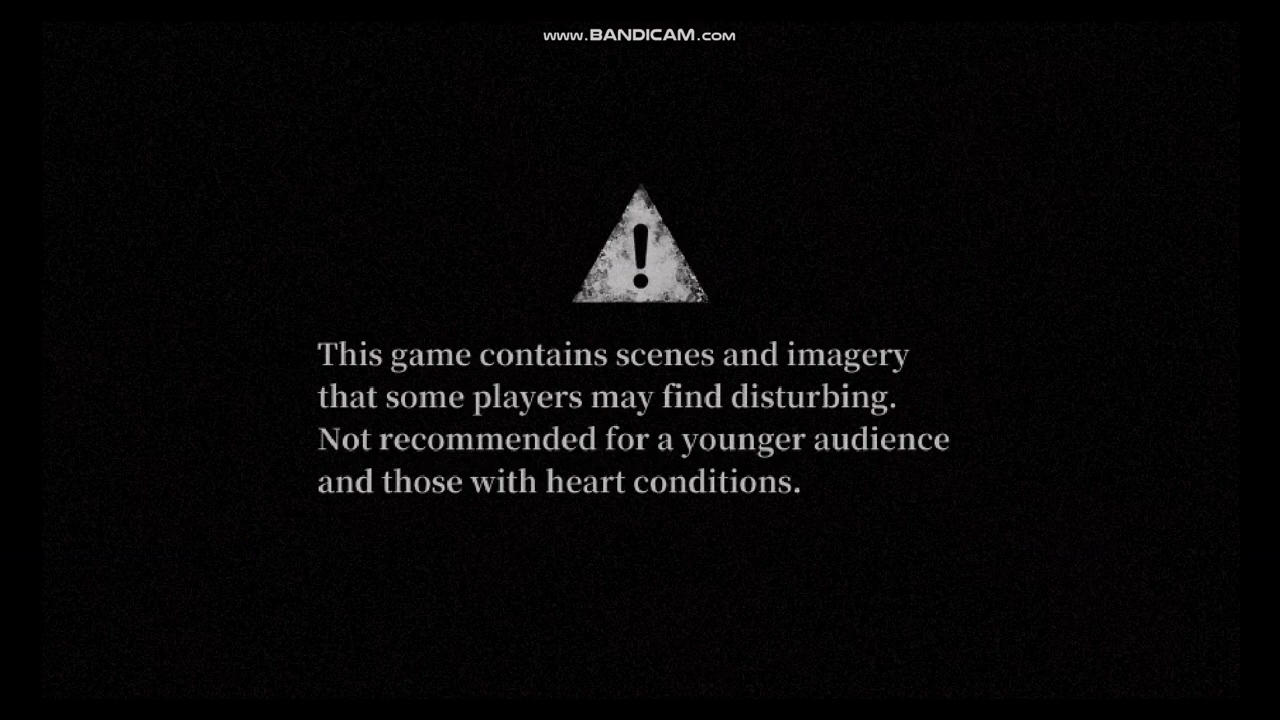 www.BANDICAM.com
!
This game contains scenes and imagery
that some players may find disturbing.
Not recommended for a younger audience
and those with heart conditions.